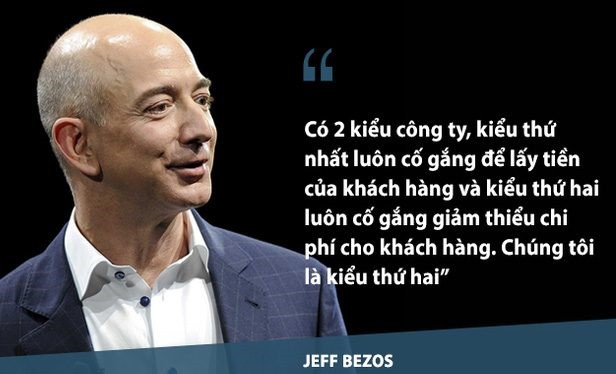 “
Có 2 kiểu công ty, kiểu thứ
nhất luôn cố gắng để lấy tiền
của khách hàng và kiểu thứ hai
luôn cố gắng giảm thiểu chi
phí cho khách hàng. Chúng tôi
là kiểu thứ hai”
JEFF BEZOS